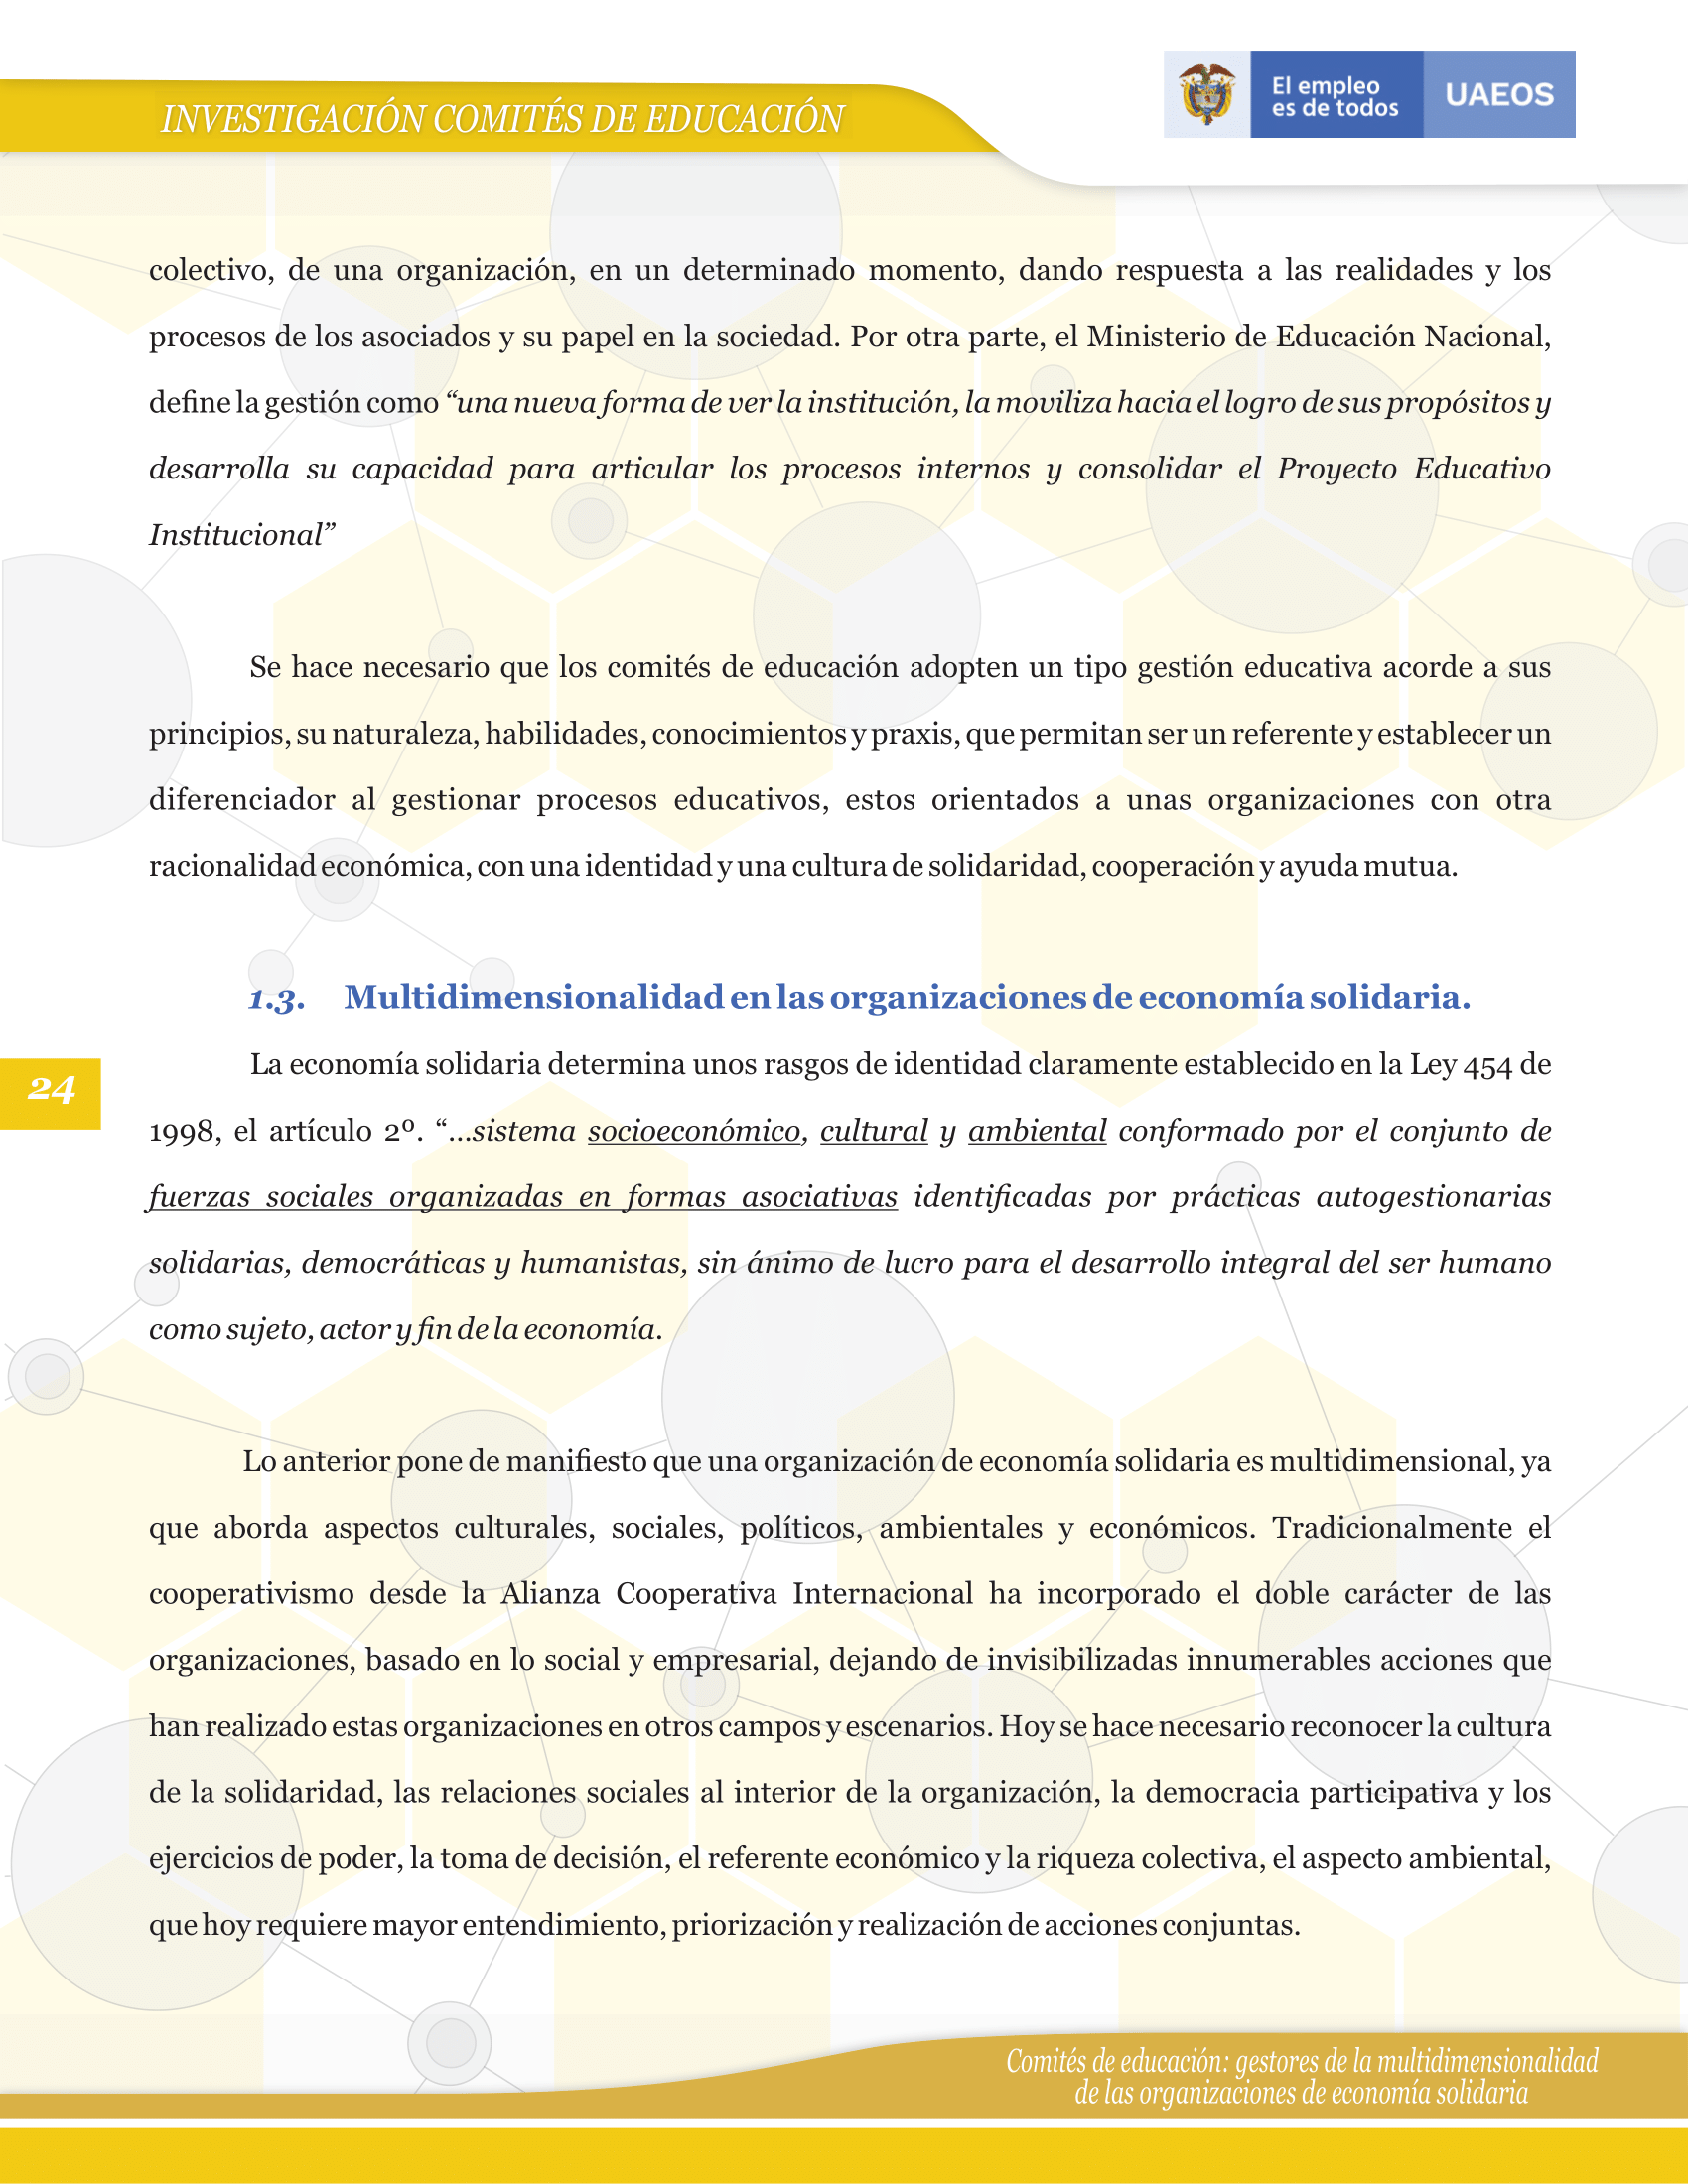 INVESTIGACIÓN COMITÉS DE EDUCACIÓN
El empleo
es de todos
UAEOS
colectivo, de una organización, en un determinado momento, dando respuesta a las realidades y los
procesos de los asociados y su papel en la sociedad. Por otra parte, el Ministerio de Educación Nacional,
define la gestión como “una nueva forma de ver la institución, la moviliza hacia el logro de sus propósitos y
desarrolla su capacidad para articular los procesos internos y consolidar el Proyecto Educativo
Institucional”
Se hace necesario que los comités de educación adopten un tipo gestión educativa acorde a sus
principios, su naturaleza, habilidades, conocimientos y praxis, que permitan ser un referente y establecer un
diferenciador al gestionar procesos educativos, estos orientados a unas organizaciones con otra
racionalidad económica, con una identidad y una cultura de solidaridad, cooperación y ayuda mutua.
1.3. Multidimensionalidad en las organizaciones de economía solidaria.
La economía solidaria determina unos rasgos de identidad claramente establecido en la Ley 454 de
1998, el artículo 2º. “...sistema socioeconómico, cultural y ambiental conformado por el conjunto de
fuerzas sociales organizadas en formas asociativas identificadas por prácticas autogestionarias
solidarias, democráticas y humanistas, sin ánimo de lucro para el desarrollo integral del ser humano
como sujeto, actor y fin de la economía.
24
Lo anterior pone de manifiesto que una organización de economía solidaria es multidimensional, ya
que aborda aspectos culturales, sociales, políticos, ambientales y económicos. Tradicionalmente el
cooperativismo desde la Alianza Cooperativa Internacional ha incorporado el doble carácter de las
organizaciones, basado en lo social y empresarial, dejando de invisibilizadas innumerables acciones que
han realizado estas organizaciones en otros campos y escenarios. Hoy se hace necesario reconocer la cultura
de la solidaridad, las relaciones sociales al interior de la organización, la democracia participativa y los
ejercicios de poder, la toma de decisión, el referente económico y la riqueza colectiva, el aspecto ambiental,
que hoy requiere mayor entendimiento, priorización y realización de acciones conjuntas.
Comités de educación: gestores de la multidimensionalidad
de las organizaciones de economía solidaria